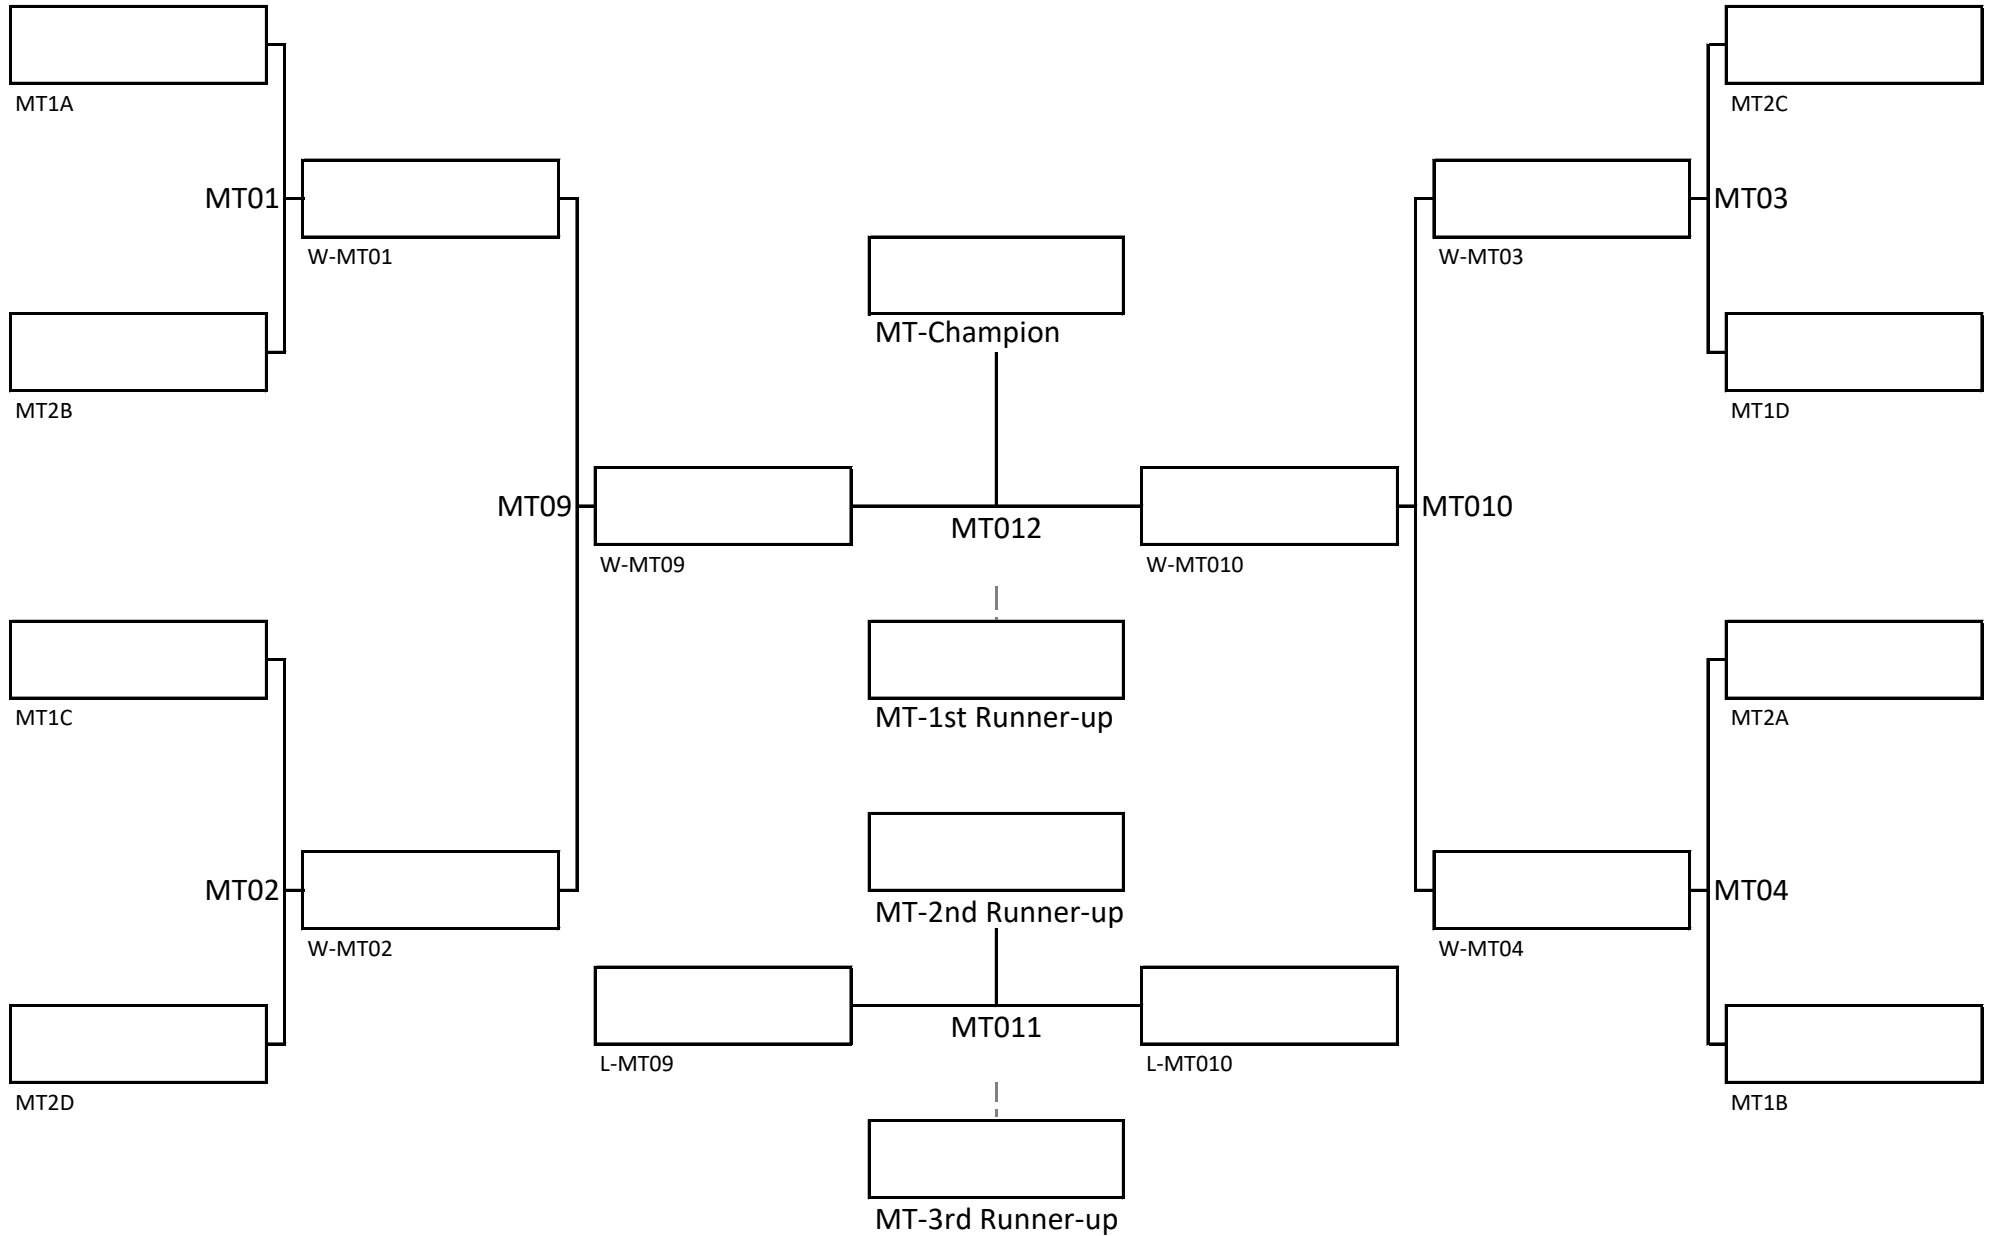 MT1A
MT2C
MT01
MT03
W-MT01
W-MT03
MT-Champion
MT2B
MT1D
MT09
MT012
MT010
W-MT09
W-MT010
MT1C
MT-1st Runner-up
MT2A
MT02
MT-2nd Runner-up
MT04
W-MT02
W-MT04
MT011
L-MT09
L-MT010
MT2D
MT1B
MT-3rd Runner-up